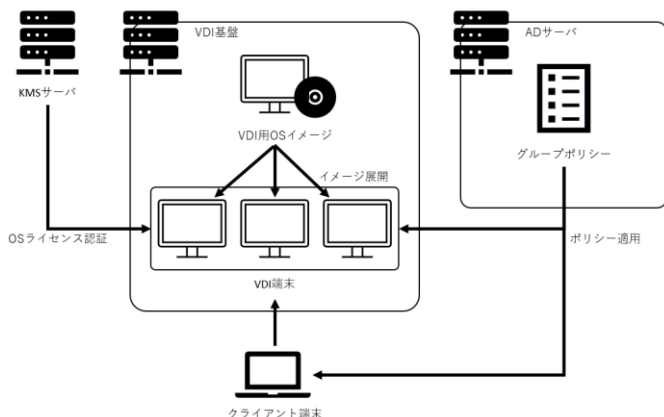 VDI基盤
ADサーバ
KMSサーバ
VDI用OSイメージ
グループポリシー
イメージ展開
OSライセンス認証
ポリシー適用
VDI端末
クライアント端末